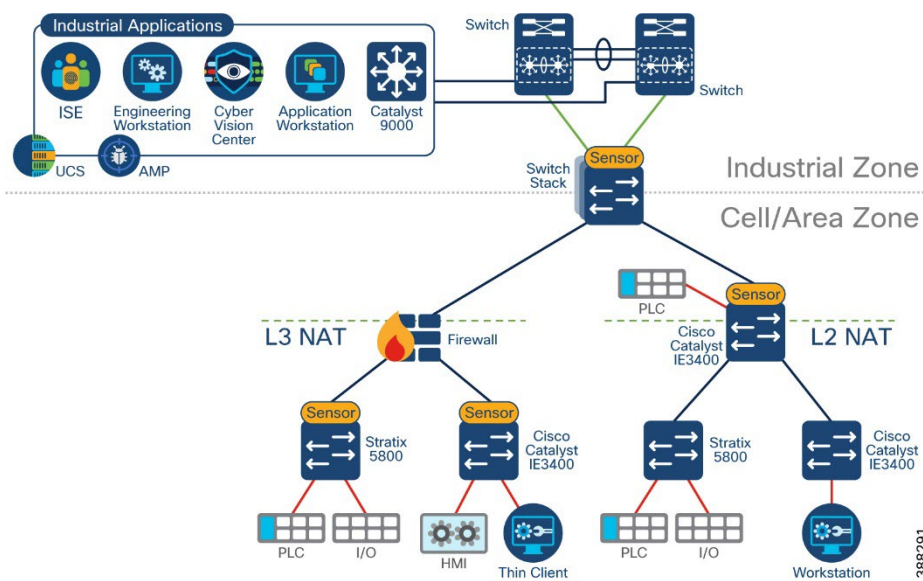 Industrial Applications
ISE
Engineering
Workstation
Cyber
Vision
Center
Application
Workstation
Catalyst
9000
UCS
AMP
Switch
Switch
Sensor
Switch
Stack
Industrial Zone
Cell/Area Zone
PLC
Sensor
L3 NAT
Firewall
Cisco
Catalyst
IE3400
L2 NAT
Sensor
Stratix
5800
Sensor
Cisco
Catalyst
IE3400
Stratix
5800
Cisco
Catalyst
IE3400
PLC
I/O
HMI
Thin Client
PLC
I/O
Workstation
388291